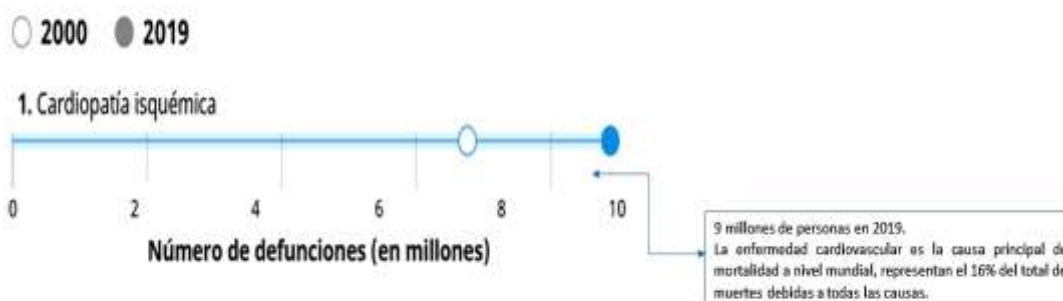 2000 2019
1. Cardiopatía isquémica
0 2 4 6 8 10
Número de defunciones (en millones)
9 millones de personas en 2019.
La enfermedad cardiovascular es la causa principal de
mortalidad a nivel mundial, representan el 16% del total de
muertes debidas a todas las causas.